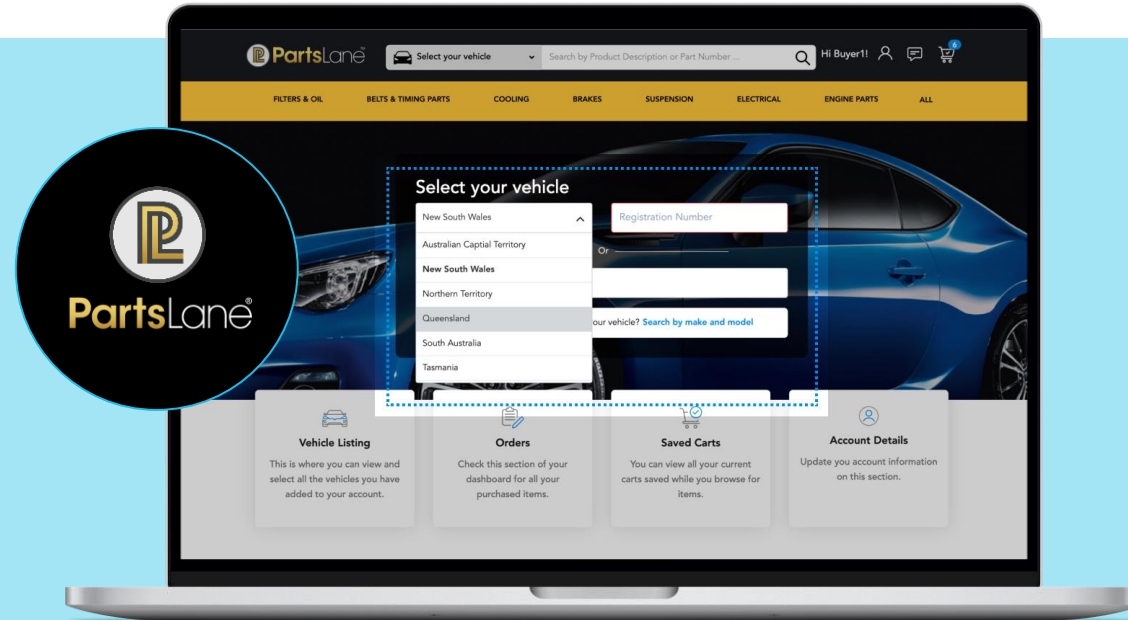 PartsLane™
Select your vehicle
Search by Product Description or Part Number ...
Hi Buyer1!
6
FILTERS & OIL
BELTS & TIMING PARTS
COOLING
BRAKES
SUSPENSION
ELECTRICAL
ENGINE PARTS
ALL
PartsLane®
Select your vehicle
New South Wales
Registration Number
Australian Captial Territory
Or
New South Wales
Northern Territory
Queensland
our vehicle? Search by make and model
South Australia
Tasmania
Vehicle Listing
This is where you can view and
select all the vehicles you have
added to your account.
Orders
Check this section of your
dashboard for all your
purchased items.
Saved Carts
You can view all your current
carts saved while you browse for
items.
Account Details
Update you account information
on this section.